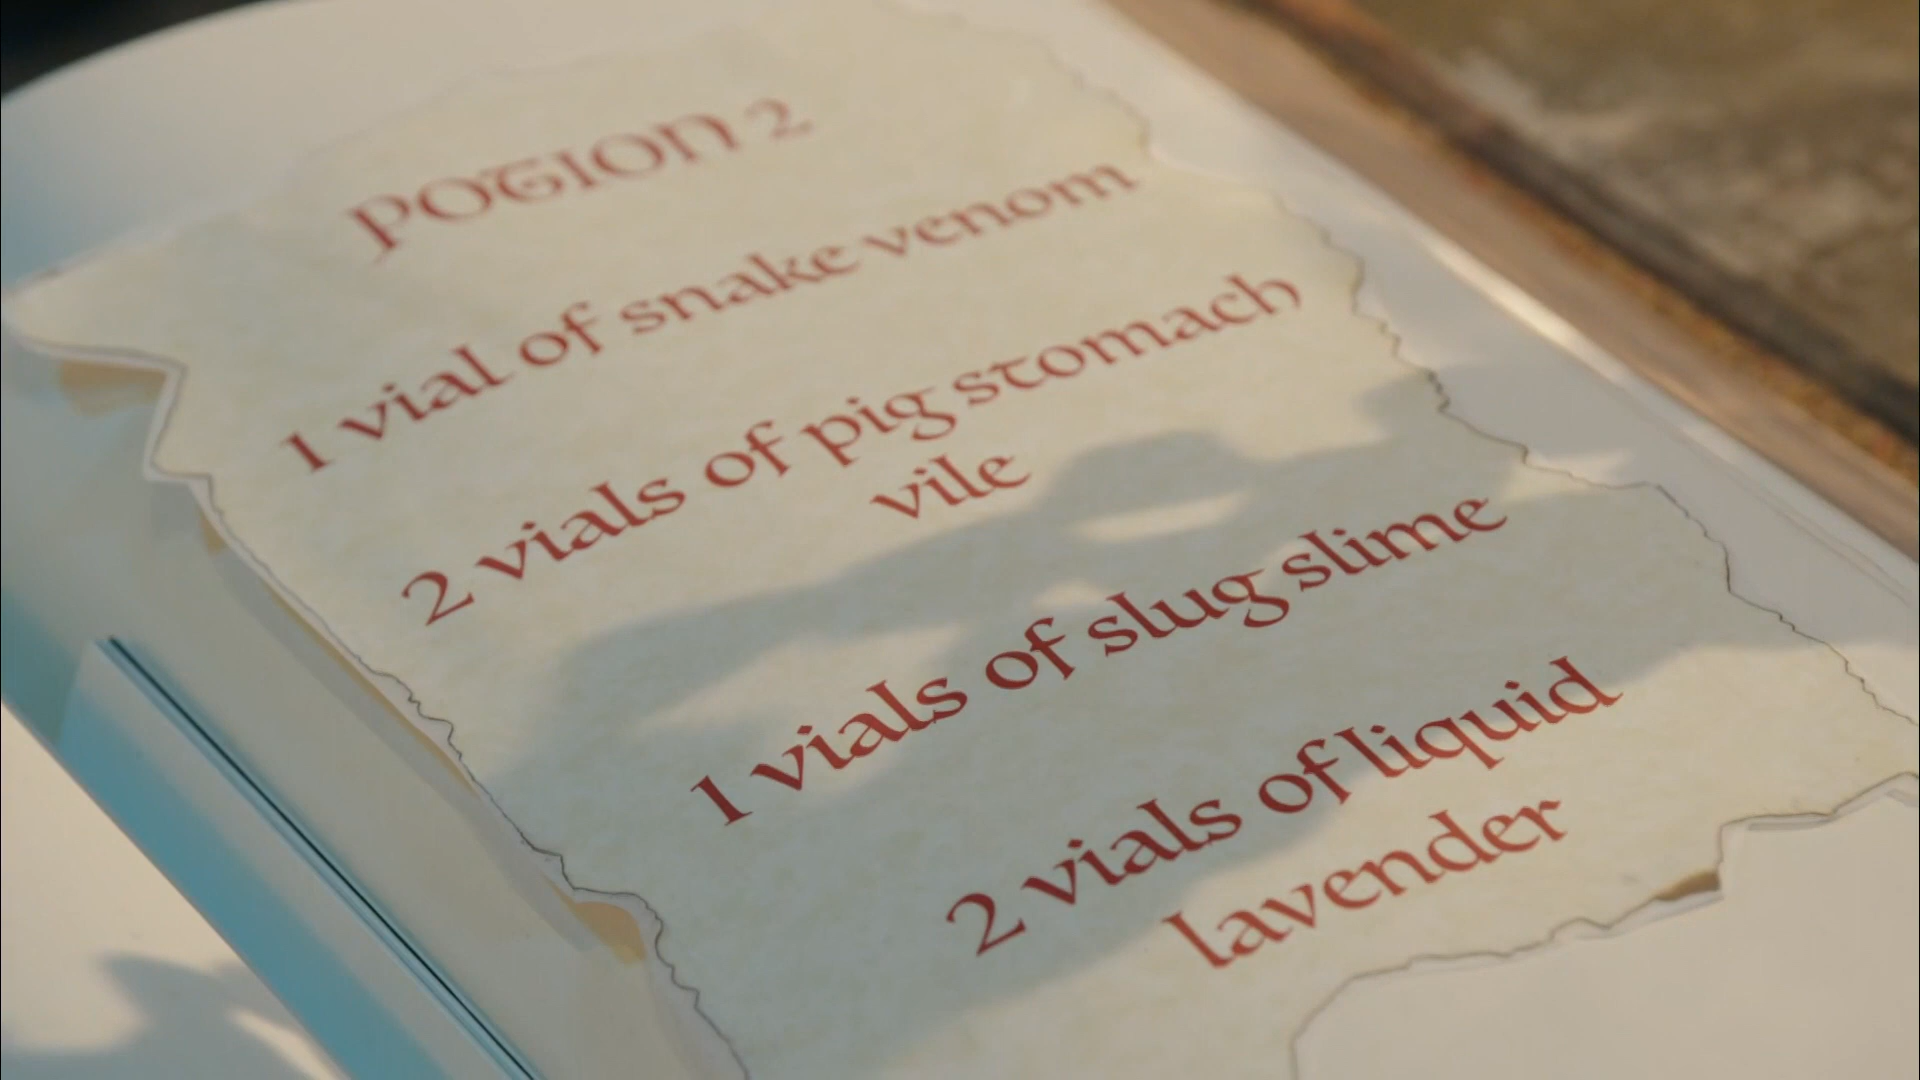 POTION 2
1 vial of snake venom
2 vials of pig stomach
vile
1 vials of slug slime
2 vials of liquid
lavender